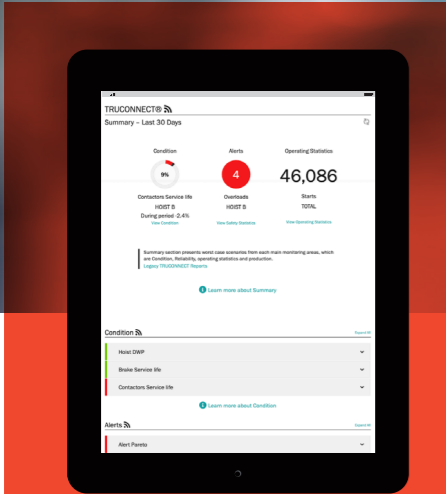 TRUCONNECT®
Summary – Last 30 Days
Condition
Alerts
Operating Statistics
9%
4
46,086
Contactors Service life
Overloads
Starts
HOIST B
HOIST B
TOTAL
During period -2.4%
View Condition
View Safety Statistics
View Operating Statistics
Summary section presents worst case scenarios from each main monitoring areas, which
are Condition, Reliability, operating statistics and production.
Legacy TRUCONNECT Reports
Learn more about Summary
Condition
Expand All
Hoist DWP
Brake Service life
Contactors Service life
Learn more about Condition
Alerts
Expand All
Alert Pareto